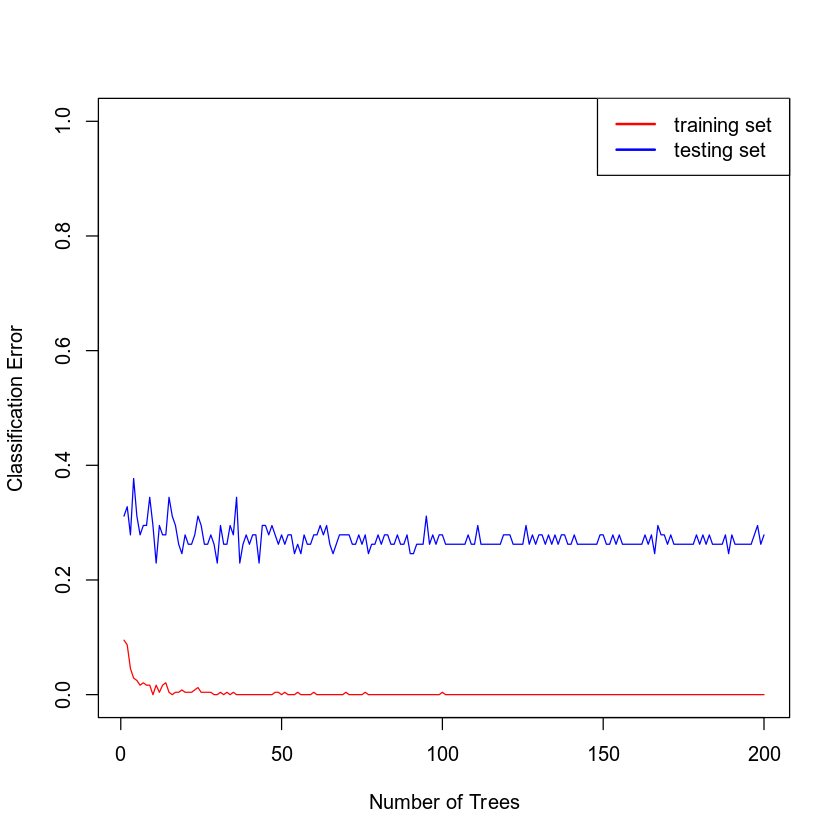 training set
testing set
1.0
0.8
0.6
0.4
0.2
0.0
Classification Error
0 50 100 150 200
Number of Trees